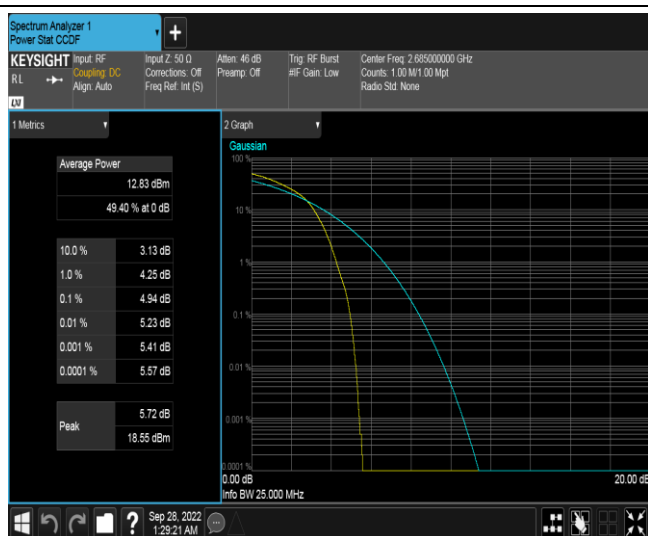 Spectrum Analyzer 1
Power Stat CCDF
+
KEYSIGHT
RL
LXI
Input: RF
Coupling: DC
Align: Auto
Input Z: 50 Ω
Corrections: Off
Freq Ref: Int (S)
Atten: 46 dB
Preamp: Off
Trig: RF Burst
#IF Gain: Low
Center Freq: 2.685000000 GHz
Counts: 1.00 M/1.00 Mpt
Radio Std: None
1 Metrics
Average Power
12.83 dBm
49.40 % at 0 dB
10.0 % 3.13 dB
1.0 % 4.25 dB
0.1 % 4.94 dB
0.01 % 5.23 dB
0.001 % 5.41 dB
0.0001 % 5.57 dB
Peak
5.72 dB
18.55 dBm
2 Graph
Gaussian
100 %
10 %
1 %
0.1 %
0.01 %
0.001 %
0.0001 %
0.00 dB 20.00 dB
Info BW 25.000 MHz
?
Sep 28, 2022
1:29:21 AM